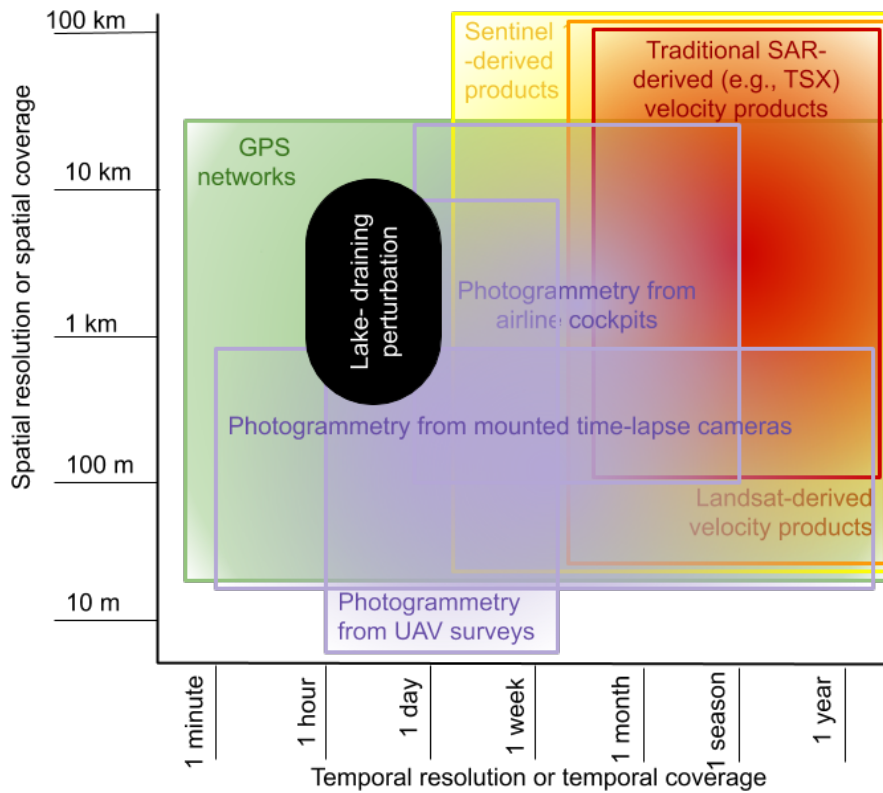 100 km
10 km
1 km
100 m
10 m
Spatial resolution or spatial coverage
Sentinel 1
-derived
products
Traditional SAR-
derived (e.g., TSX)
velocity products
GPS
networks
Lake- draining
perturbation
Photogrammetry from
airline cockpits
Photogrammetry from mounted time-lapse cameras
Landsat-derived
velocity products
Photogrammetry
from UAV surveys
1 minute
1 hour
1 day
1 week
1 month
1 season
1 year
Temporal resolution or temporal coverage